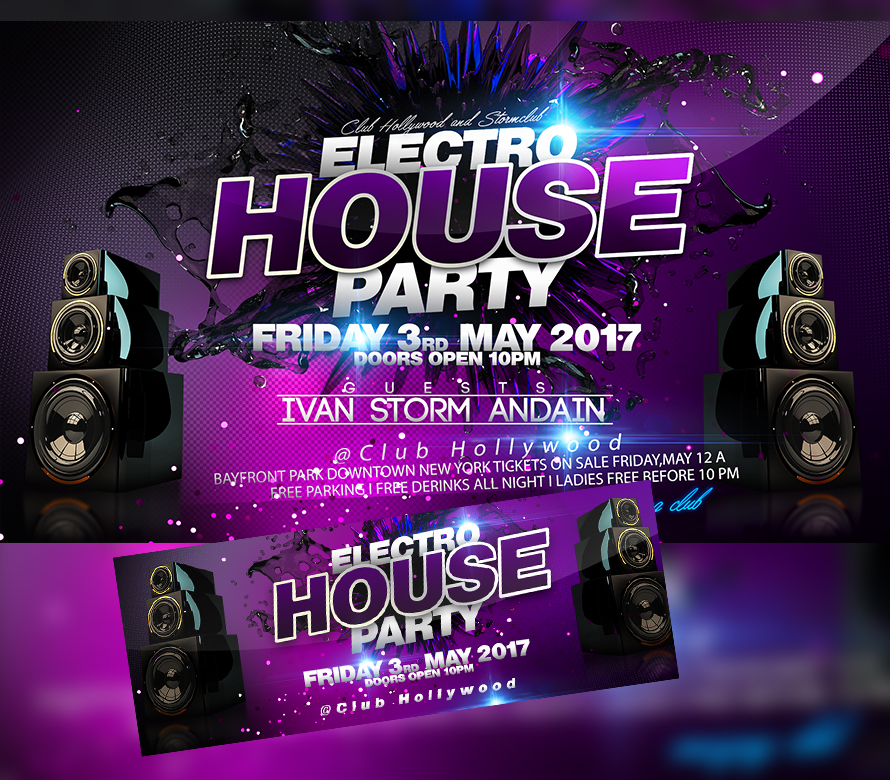 Club Hollywood and Stormclub
ELECTRO
HOUSE
PARTY
FRIDAY 3RD MAY 2017
DOORS OPEN 10PM
GUESTS
IVAN STORM ANDAIN
@Club Hollywood
BAYFRONT PARK DOWNTOWN NEW YORK TICKETS ON SALE FRIDAY,MAY 12 A
FREE PARKING I FREE DERINKS ALL NIGHT I LADIES FREE BEFORE 10 PM
club
ELECTRO
HOUSE
PARTY
FRIDAY 3RD MAY 2017
DOORS OPEN 10PM
@Club Hollywood